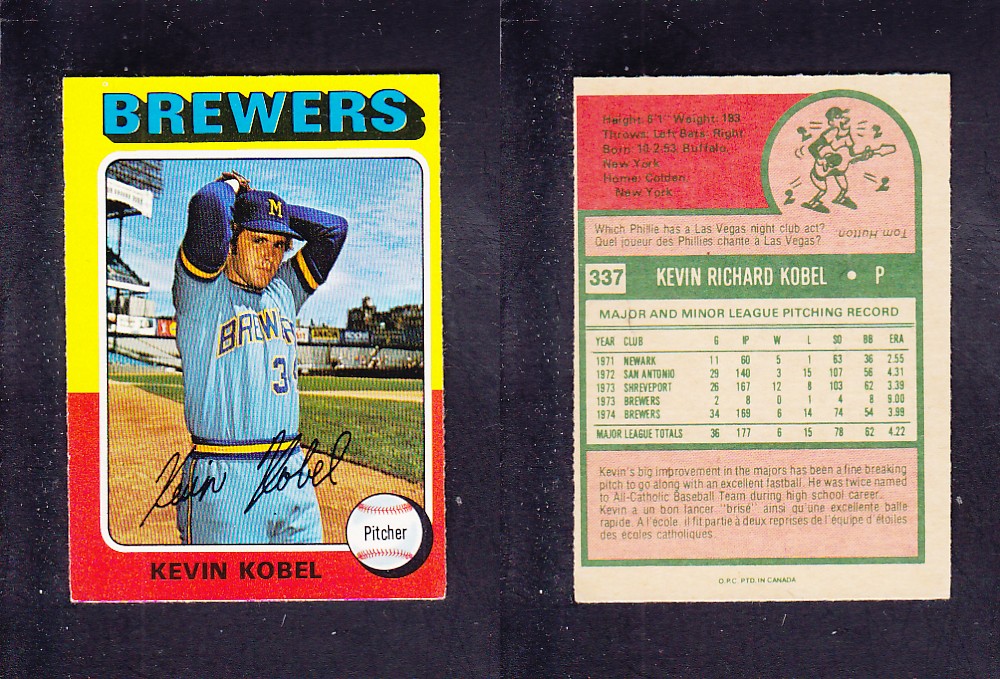 BREWERS
M
BREW
3
Kevin Kobel
Pitcher
KEVIN KOBEL
Height: 6'1" Weight: 183
Throws: Left Bats: Right
Born: 10-2-53 Buffalo,
New York
Home: Colden,
New York
2 2
2 2
Which Phillie has a Las Vegas night club act?
Quel joueur des Phillies chante à Las Vegas?
Tom Hutton
337 KEVIN RICHARD KOBEL • P
MAJOR AND MINOR LEAGUE PITCHING RECORD
YEAR CLUB G IP W L SO BB ERA
1971 NEWARK 11 60 5 1 63 36 2.55
1972 SAN ANTONIO 29 140 3 15 107 56 4.31
1973 SHREVEPORT 26 167 12 8 103 62 3.39
1973 BREWERS 2 8 0 1 4 8 9.00
1974 BREWERS 34 169 6 14 74 54 3.99
MAJOR LEAGUE TOTALS 36 177 6 15 78 62 4.22
Kevin's big improvement in the majors has been a fine breaking
pitch to go along with an excellent fastball. He was twice named
to All-Catholic Baseball Team during high school career.
Kevin a un bon lancer "brisé" ainsi qu'une excellente balle
rapide. A l'école, il fit partie à deux reprises de l'équipe d'étoiles
des écoles catholiques.
O.P.C. PTD. IN CANADA